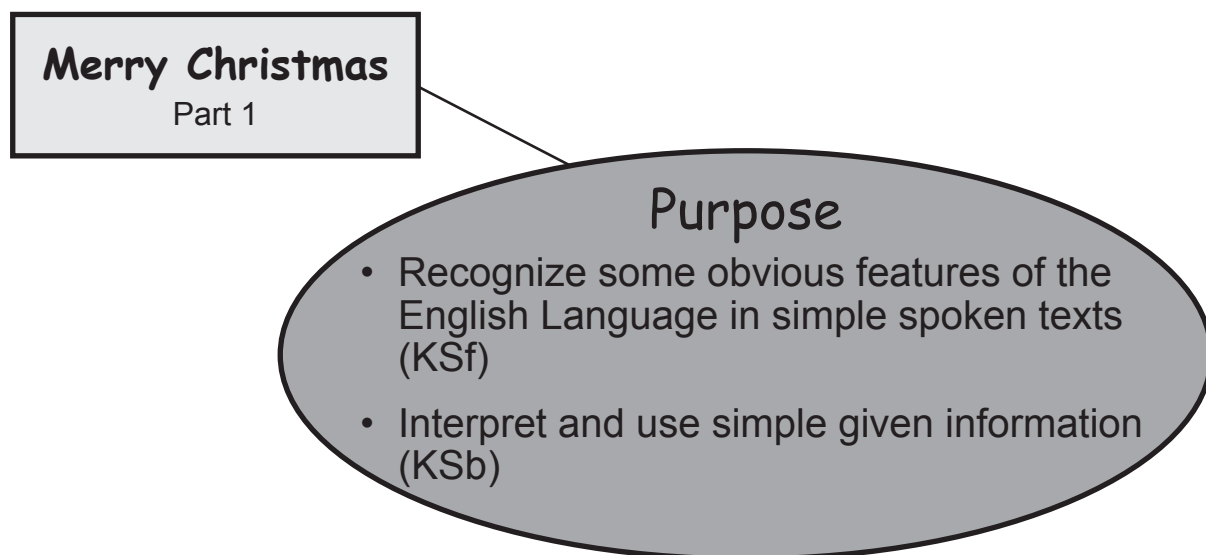 Merry Christmas
Part 1
Purpose
• Recognize some obvious features of the
English Language in simple spoken texts
(KSf)
• Interpret and use simple given information
(KSb)